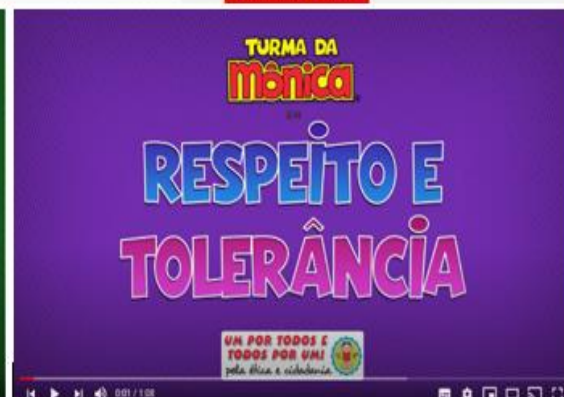 TURMA DA
Mônica
EM
RESPEITO E
TOLERÂNCIA
UM POR TODOS E
TODOS POR UM!
pela ética e cidadania
0:01 / 1:08